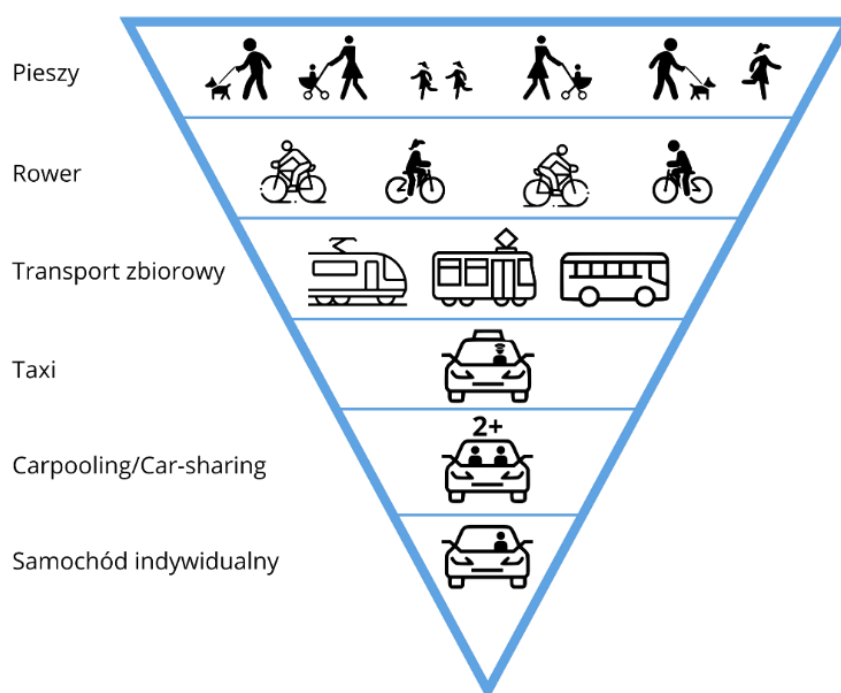 Pieszy
Rower
Transport zbiorowy
Taxi
2+
Carpooling/Car-sharing
Samochód indywidualny